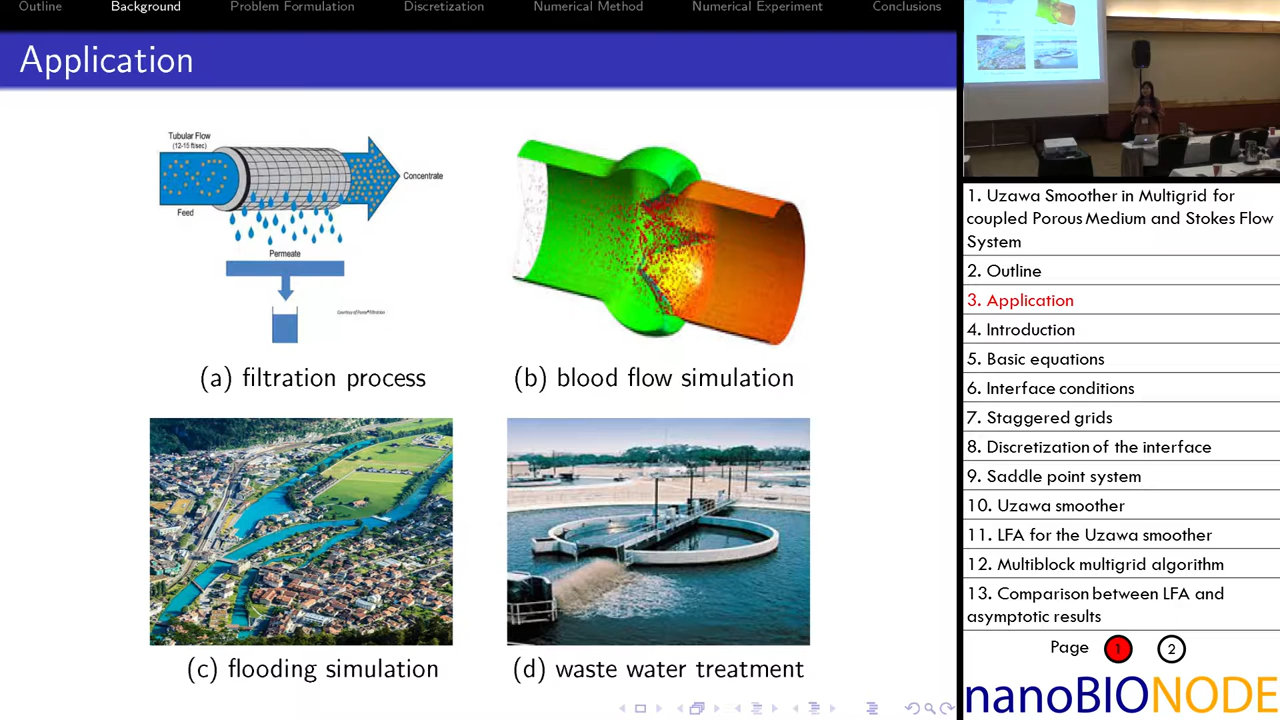 Outline Background Problem Formulation Discretization Numerical Method Numerical Experiment Conclusions
Application
Tubular Flow
(12-15 ft/sec)
Concentrate
Feed
Permeate
(a) filtration process
(b) blood flow simulation
(c) flooding simulation
(d) waste water treatment
1. Uzawa Smoother in Multigrid for
coupled Porous Medium and Stokes Flow
System
2. Outline
3. Application
4. Introduction
5. Basic equations
6. Interface conditions
7. Staggered grids
8. Discretization of the interface
9. Saddle point system
10. Uzawa smoother
11. LFA for the Uzawa smoother
12. Multiblock multigrid algorithm
13. Comparison between LFA and
asymptotic results
Page 1 2
nanoBIONODE